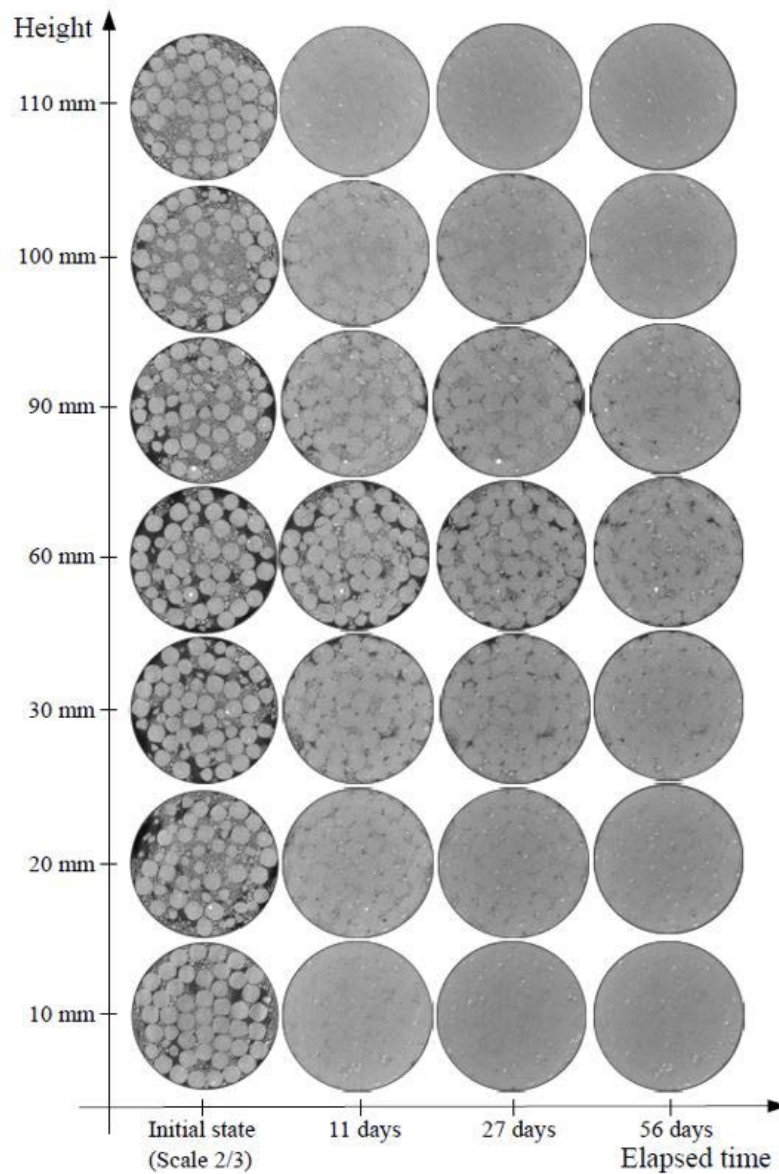 Height
110 mm
100 mm
90 mm
60 mm
30 mm
20 mm
10 mm
Initial state
(Scale 2/3)
11 days
27 days
56 days
Elapsed time